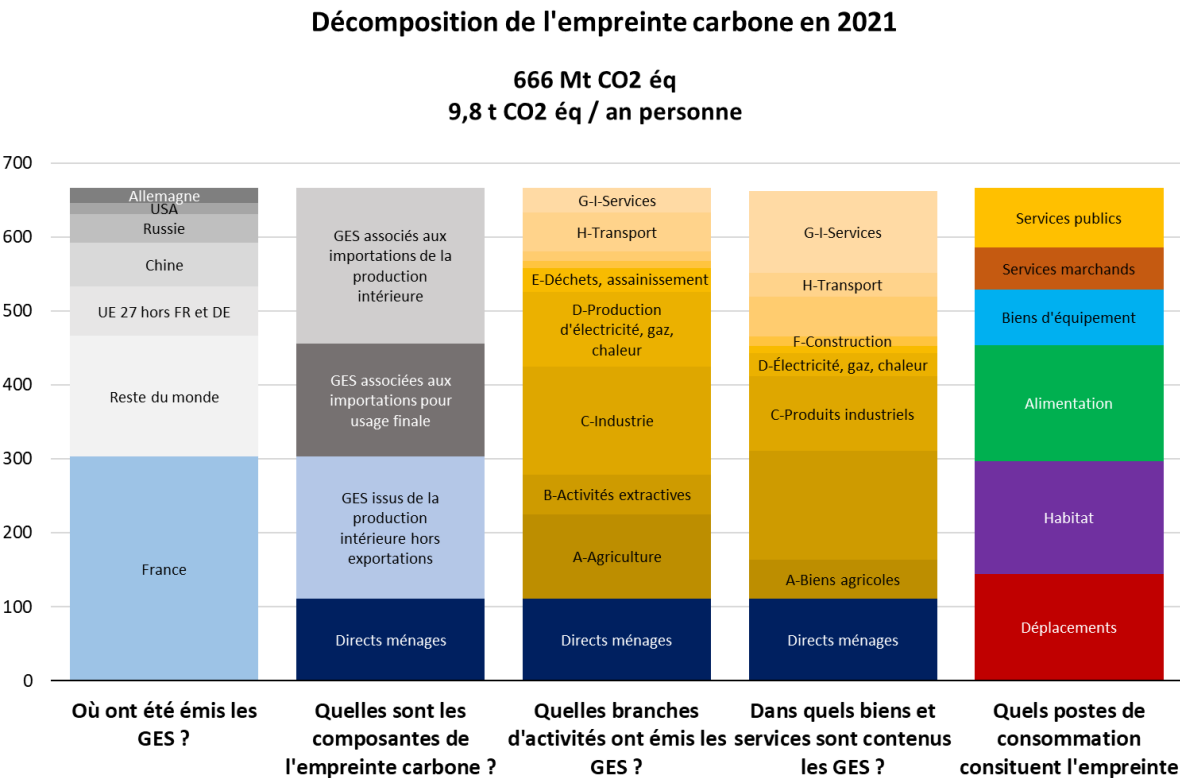 Décomposition de l'empreinte carbone en 2021
666 Mt CO2 éq
9,8 t CO2 éq / an personne
700
600
500
400
300
200
100
0
Allemagne
USA
Russie
Chine
UE 27 hors FR et DE
Reste du monde
France
GES associés aux
importations de la
production
intérieure
GES associées aux
importations pour
usage finale
GES issus de la
production
intérieure hors
exportations
Directs ménages
G-I-Services
H-Transport
E-Déchets, assainissement
D-Production
d'électricité, gaz,
chaleur
C-Industrie
B-Activités extractives
A-Agriculture
Directs ménages
G-I-Services
H-Transport
F-Construction
D-Électricité, gaz, chaleur
C-Produits industriels
A-Biens agricoles
Directs ménages
Services publics
Services marchands
Biens d'équipement
Alimentation
Habitat
Déplacements
Où ont été émis les
GES ?
Quelles sont les
composantes de
l'empreinte carbone ?
Quelles branches
d'activités ont émis les
GES ?
Dans quels biens et
services sont contenus
les GES ?
Quels postes de
consommation
consituent l'empreinte